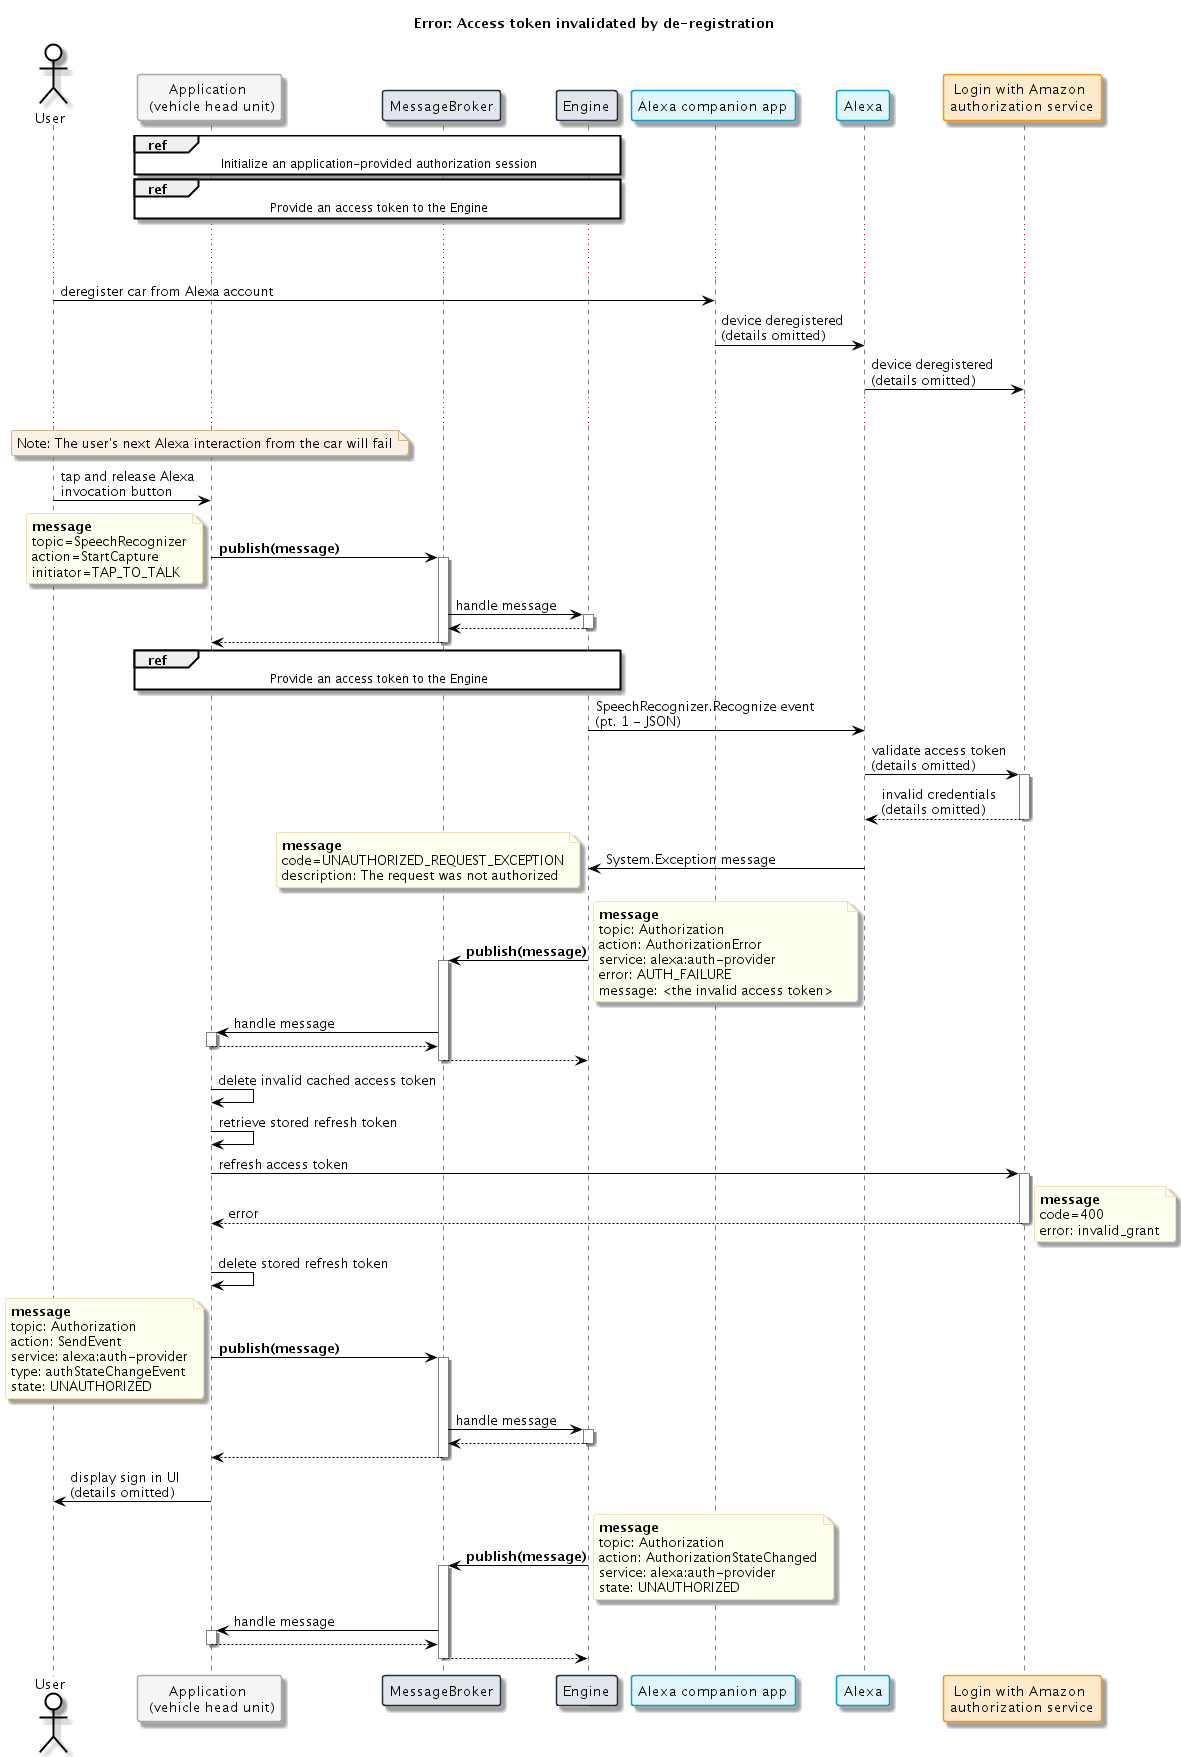 Error: Access token invalidated by de-registration
User
Application
(vehicle head unit)
MessageBroker
Engine
Alexa companion app
Alexa
Login with Amazon
authorization service
ref
Initialize an application-provided authorization session
ref
Provide an access token to the Engine
deregister car from Alexa account
device deregistered
(details omitted)
device deregistered
(details omitted)
Note: The user's next Alexa interaction from the car will fail
tap and release Alexa
invocation button
message
topic=SpeechRecognizer
action=StartCapture
initiator=TAP_TO_TALK
publish(message)
handle message
ref
Provide an access token to the Engine
SpeechRecognizer.Recognize event
(pt. 1 - JSON)
validate access token
(details omitted)
invalid credentials
(details omitted)
message
code=UNAUTHORIZED_REQUEST_EXCEPTION
description: The request was not authorized
System.Exception message
message
topic: Authorization
action: AuthorizationError
service: alexa:auth-provider
error: AUTH_FAILURE
message: <the invalid access token>
publish(message)
handle message
delete invalid cached access token
retrieve stored refresh token
refresh access token
message
code=400
error: invalid_grant
error
delete stored refresh token
message
topic: Authorization
action: SendEvent
service: alexa:auth-provider
type: authStateChangeEvent
state: UNAUTHORIZED
publish(message)
handle message
display sign in UI
(details omitted)
message
topic: Authorization
action: AuthorizationStateChanged
service: alexa:auth-provider
state: UNAUTHORIZED
publish(message)
handle message
User
Application
(vehicle head unit)
MessageBroker
Engine
Alexa companion app
Alexa
Login with Amazon
authorization service